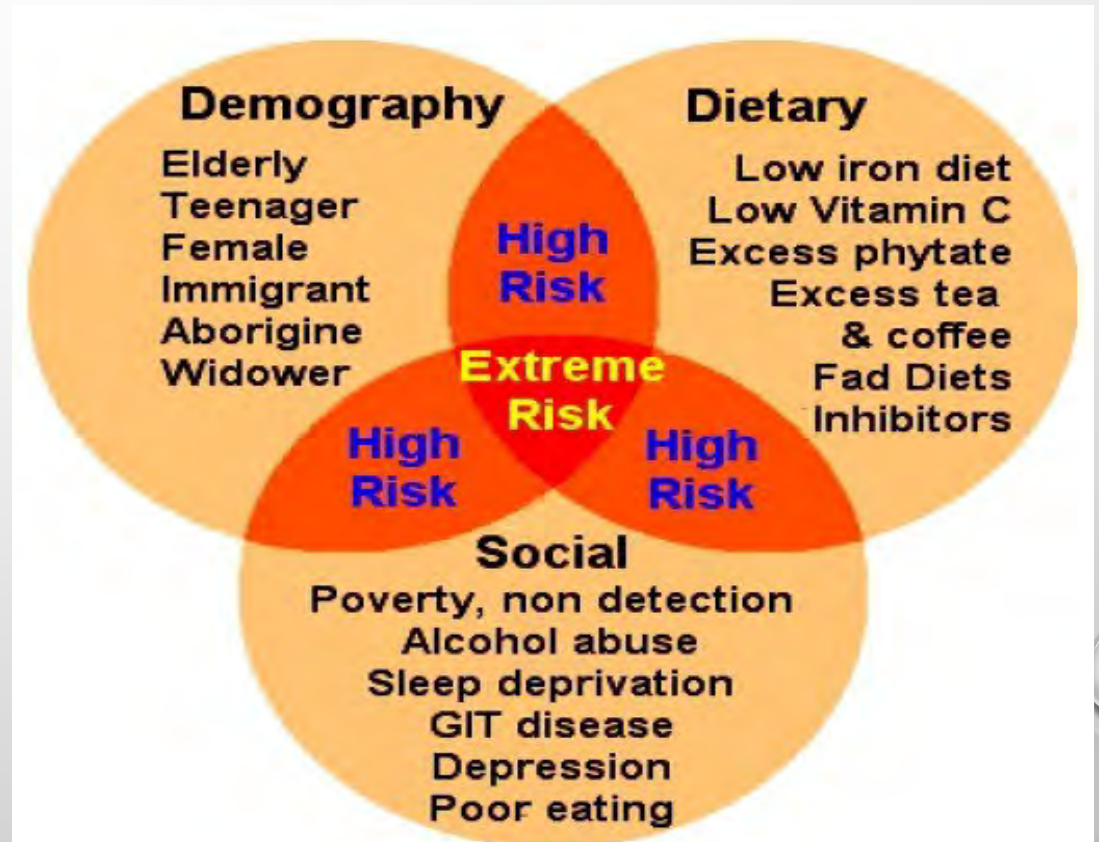 Demography
Elderly
Teenager
Female
Immigrant
Aborigine
Widower
Dietary
Low iron diet
Low Vitamin C
Excess phytate
Excess tea
& coffee
Fad Diets
Inhibitors
High
Risk
Extreme
Risk
High
Risk
High
Risk
Social
Poverty, non detection
Alcohol abuse
Sleep deprivation
GIT disease
Depression
Poor eating